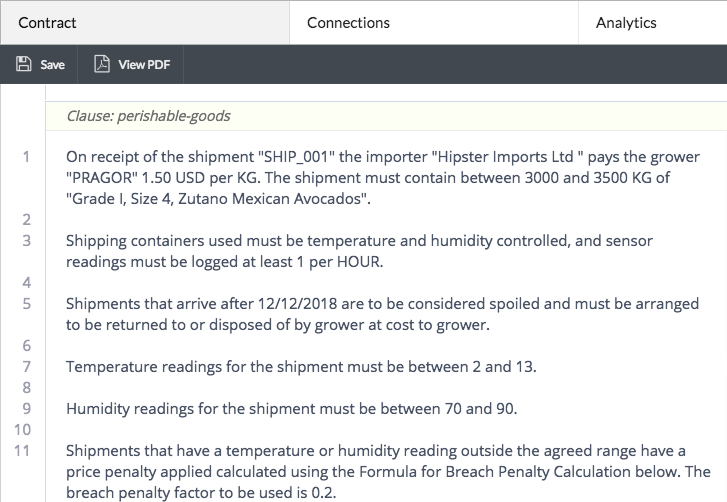 Contract
Connections
Analytics
Save
View PDF
Clause: perishable-goods
1 On receipt of the shipment "SHIP_001" the importer "Hipster Imports Ltd " pays the grower
"PRAGOR" 1.50 USD per KG. The shipment must contain between 3000 and 3500 KG of
"Grade I, Size 4, Zutano Mexican Avocados".
2
3 Shipping containers used must be temperature and humidity controlled, and sensor
readings must be logged at least 1 per HOUR.
4
5 Shipments that arrive after 12/12/2018 are to be considered spoiled and must be arranged
to be returned to or disposed of by grower at cost to grower.
6
7 Temperature readings for the shipment must be between 2 and 13.
8
9 Humidity readings for the shipment must be between 70 and 90.
10
11 Shipments that have a temperature or humidity reading outside the agreed range have a
price penalty applied calculated using the Formula for Breach Penalty Calculation below. The
breach penalty factor to be used is 0.2.